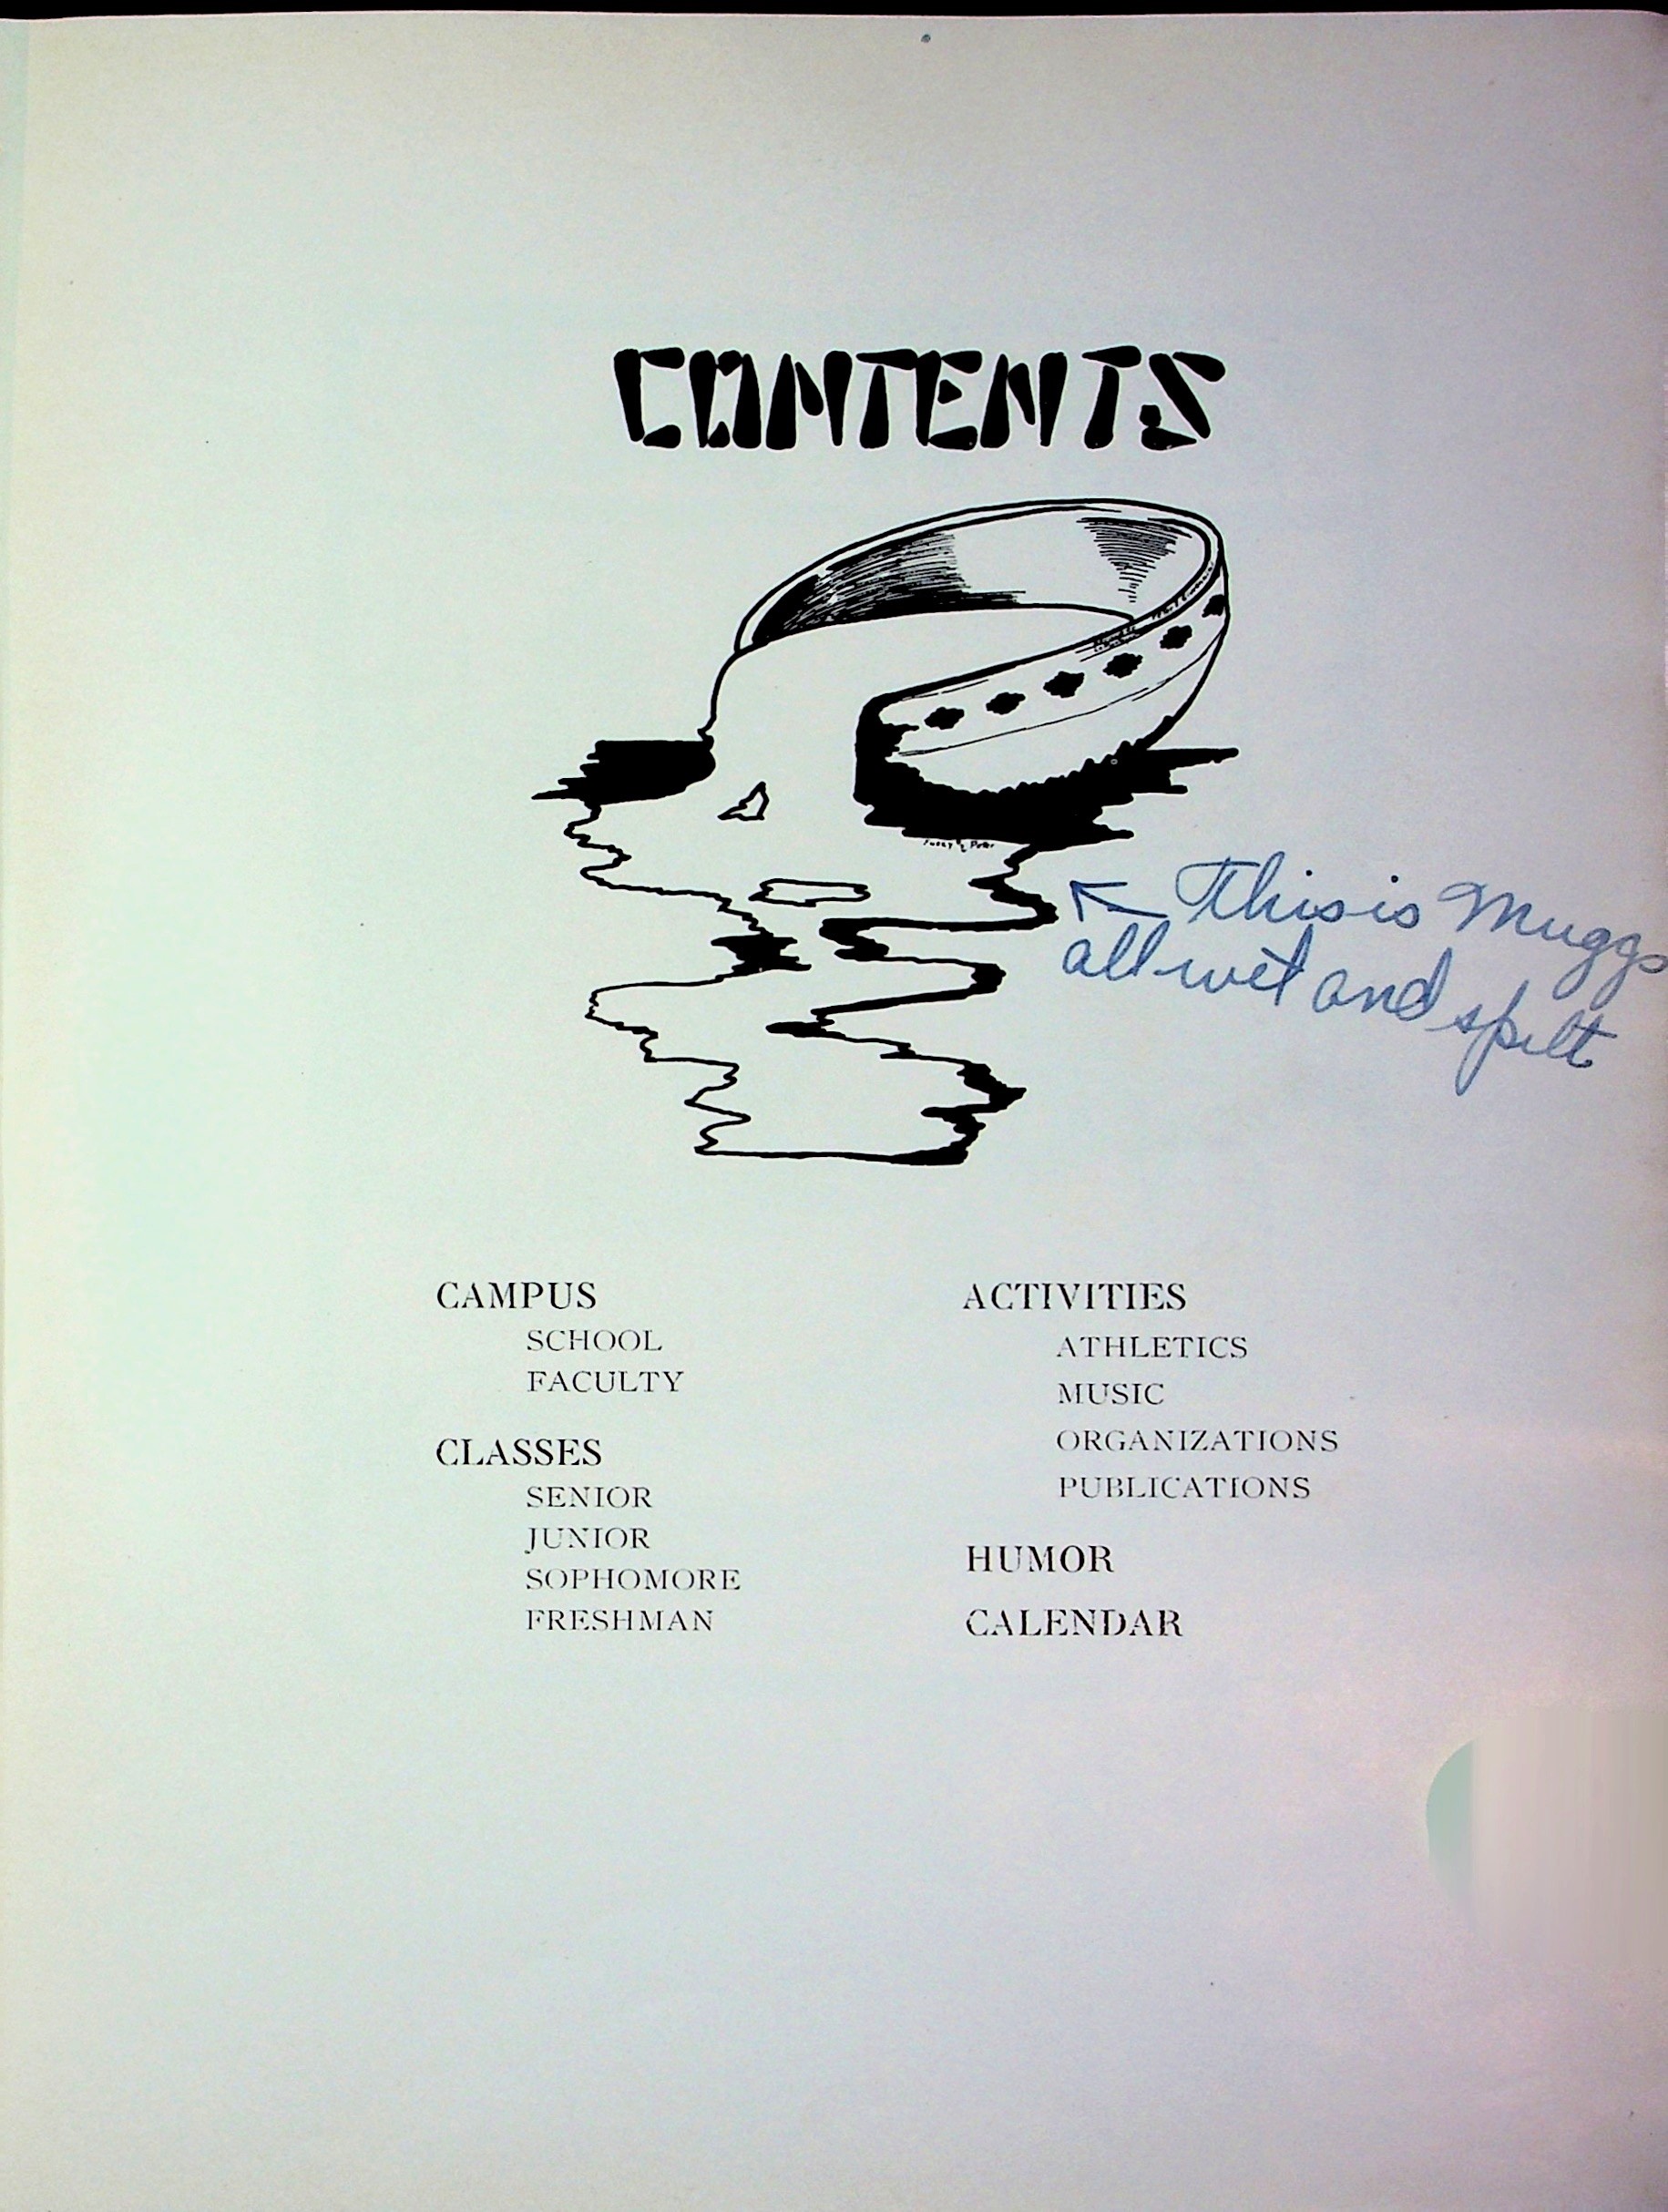 CONTENTS
← This is Muggs
all wet and spilt
CAMPUS
SCHOOL
FACULTY
CLASSES
SENIOR
JUNIOR
SOPHOMORE
FRESHMAN
ACTIVITIES
ATHLETICS
MUSIC
ORGANIZATIONS
PUBLICATIONS
HUMOR
CALENDAR